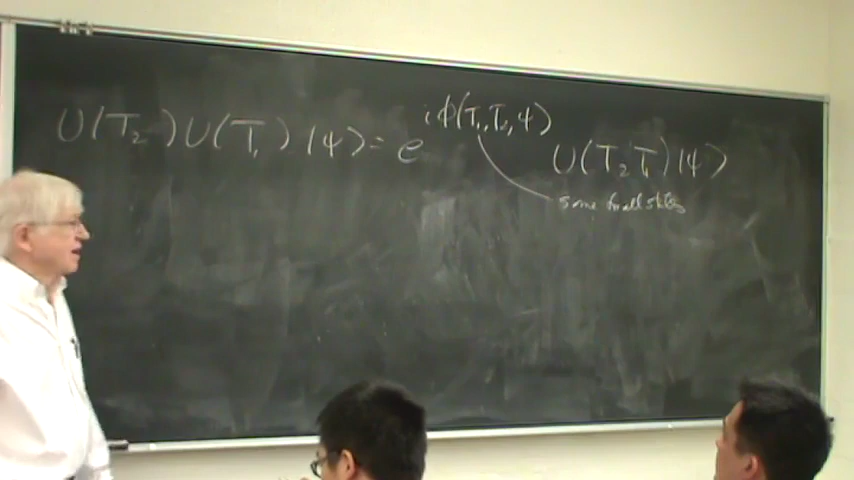 U(T₂)U(T₁)|ψ⟩ = e^{iϕ(T₁,T₂,ψ)} U(T₂T₁)|ψ⟩
same for all states